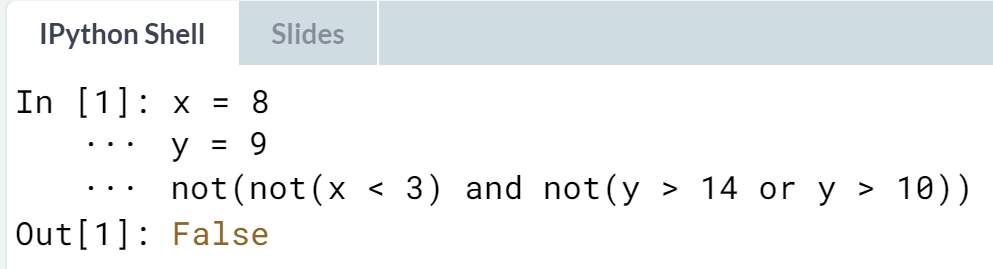 IPython Shell Slides
In [1]: x = 8
··· y = 9
··· not(not(x < 3) and not(y > 14 or y > 10))
Out[1]: False